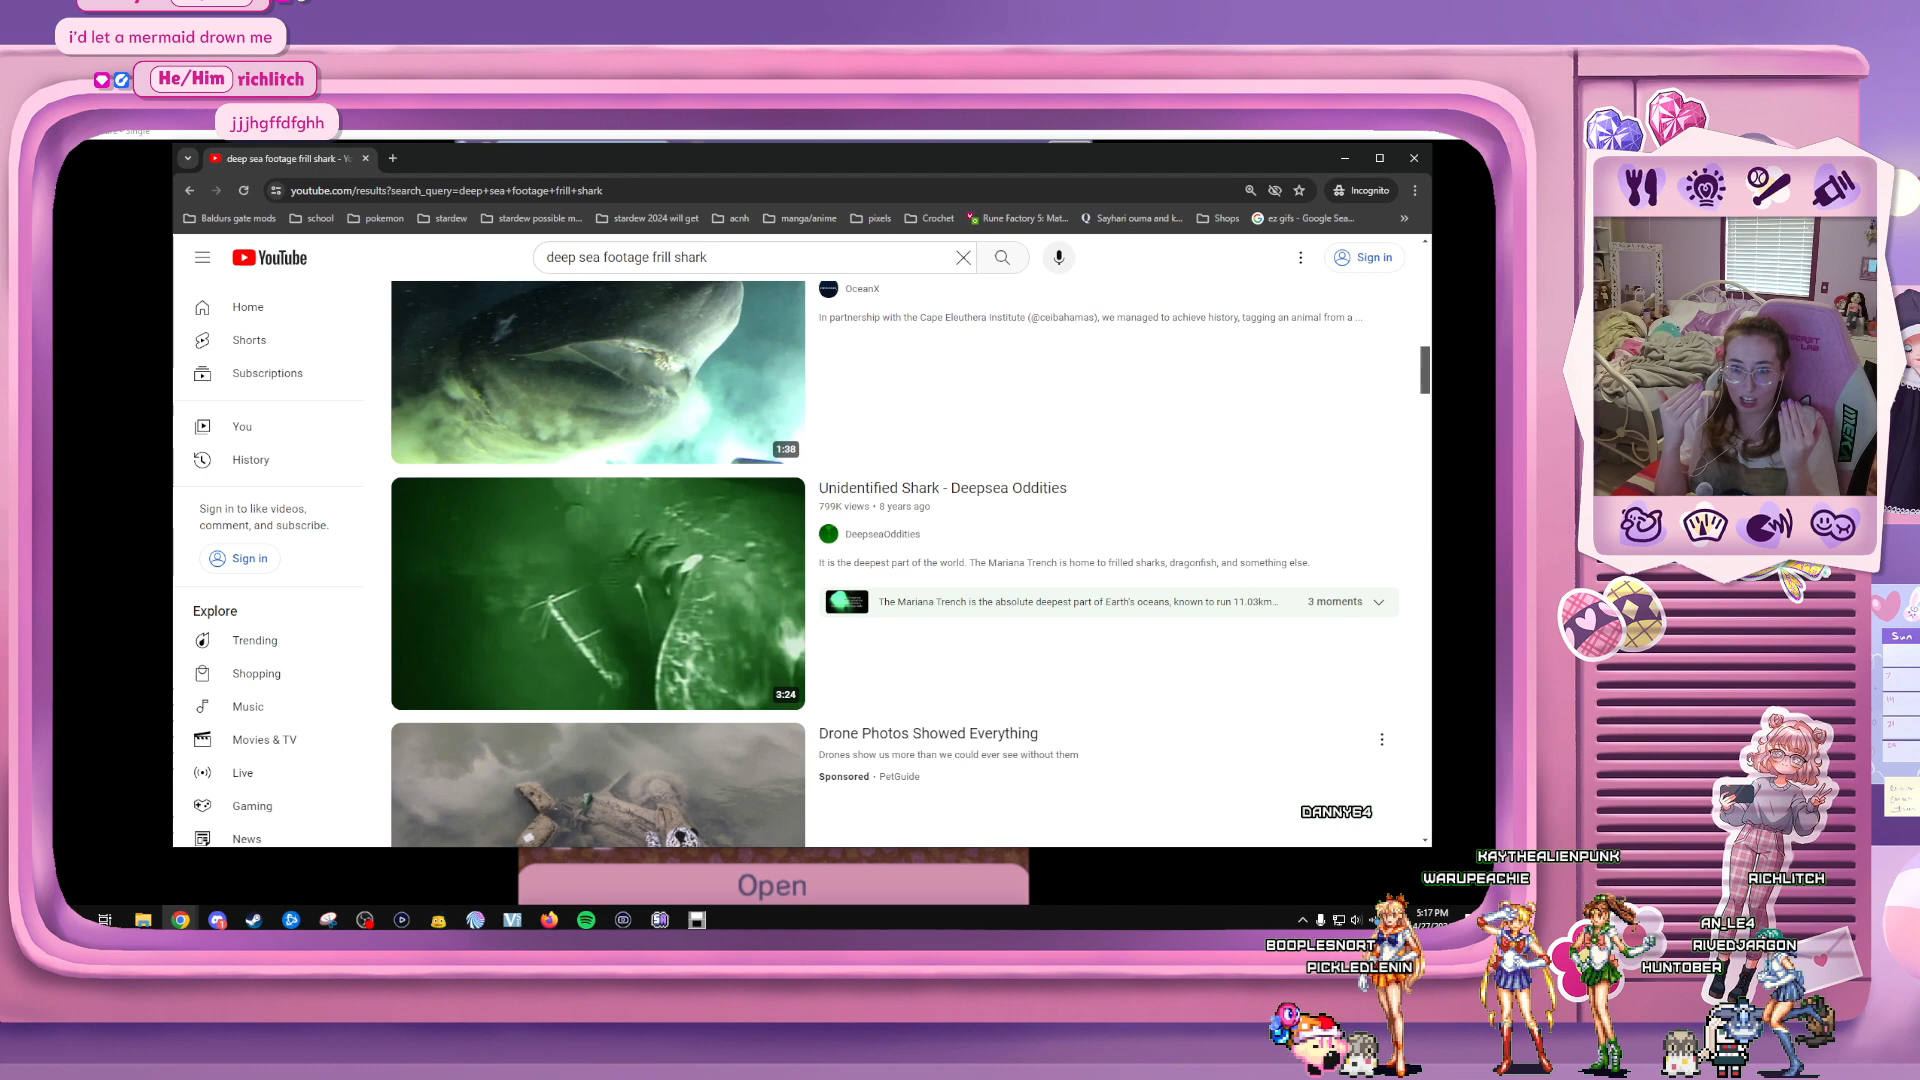 i'd let a mermaid drown me
He/Him richlitch
jjjhgffdfghh
deep sea footage frill shark - Yo
youtube.com/results?search_query=deep+sea+footage+frill+shark
Incognito
Baldurs gate mods
school
pokemon
stardew
stardew possible m...
stardew 2024 will get
acnh
manga/anime
pixels
Crochet
Rune Factory 5: Mat...
Sayhari ouma and k...
Shops
ez gifs - Google Sea...
YouTube
deep sea footage frill shark
Sign in
Home
Shorts
Subscriptions
You
History
Sign in to like videos,
comment, and subscribe.
Sign in
Explore
Trending
Shopping
Music
Movies & TV
Live
Gaming
News
OceanX
In partnership with the Cape Eleuthera Institute (@ceibahamas), we managed to achieve history, tagging an animal from a ...
1:38
Unidentified Shark - Deepsea Oddities
799K views • 8 years ago
DeepseaOddities
It is the deepest part of the world. The Mariana Trench is home to frilled sharks, dragonfish, and something else.
The Mariana Trench is the absolute deepest part of Earth's oceans, known to run 11.03km...
3 moments
3:24
Drone Photos Showed Everything
Drones show us more than we could ever see without them
Sponsored · PetGuide
DANNYE4
Open
5:17 PM
SECRET
LAB
Sun
7
14
21
KAYTHEALIENPUNK
WARUPEACHIE
RICHLITCH
AN_LE4
BOOPLESNORT
RIVEDJARGON
PICKLEDLENIN
HUNTOBER